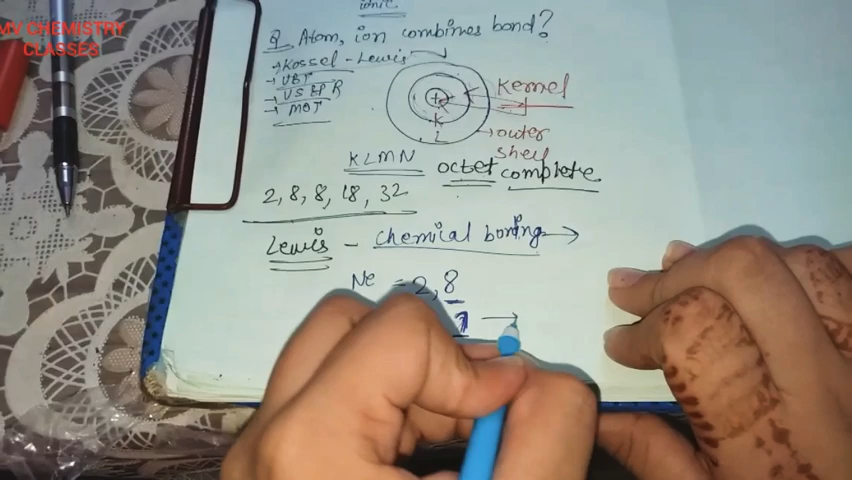 ionic
MV CHEMISTRY
CLASSES
Q. Atom, ion combines bond?
→ Kossel - Lewis
→ VBT
→ VSEPR
→ MOT
Kernel
+
K
L
→ outer
shell
KLMN octet complete
2, 8, 8, 18, 32
Lewis - chemical bonding →
Ne = 2, 8
7 →